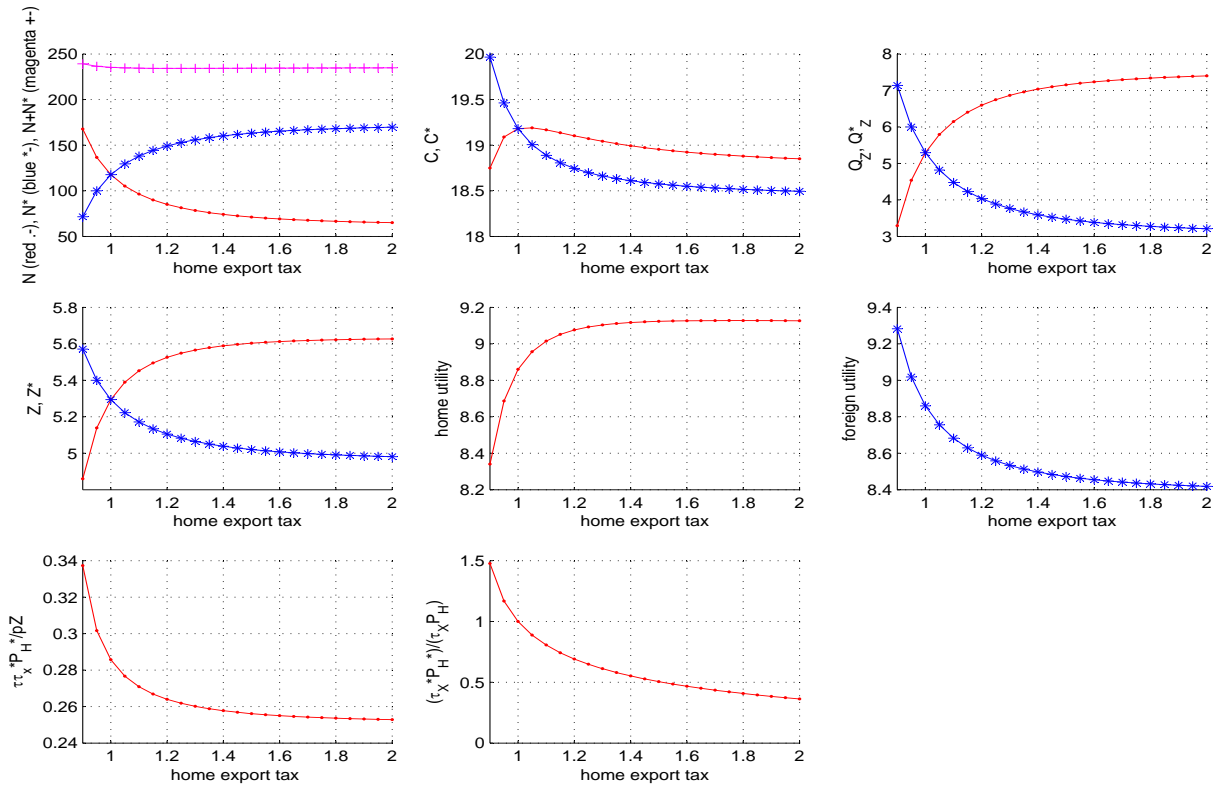 N (red .-), N* (blue *-), N+N* (magenta +-)
250
200
150
100
50
1 1.2 1.4 1.6 1.8 2
home export tax
C, C*
20
19.5
19
18.5
18
1 1.2 1.4 1.6 1.8 2
home export tax
Q_Z, Q*_Z
8
7
6
5
4
3
1 1.2 1.4 1.6 1.8 2
home export tax
Z, Z*
5.8
5.6
5.4
5.2
5
1 1.2 1.4 1.6 1.8 2
home export tax
home utility
9.2
9
8.8
8.6
8.4
8.2
1 1.2 1.4 1.6 1.8 2
home export tax
foreign utility
9.4
9.2
9
8.8
8.6
8.4
1 1.2 1.4 1.6 1.8 2
home export tax
ττ_x*P_H*/pZ
0.34
0.32
0.3
0.28
0.26
0.24
1 1.2 1.4 1.6 1.8 2
home export tax
(τ_X*P_H*)/(τ_XP_H)
1.5
1
0.5
0
1 1.2 1.4 1.6 1.8 2
home export tax